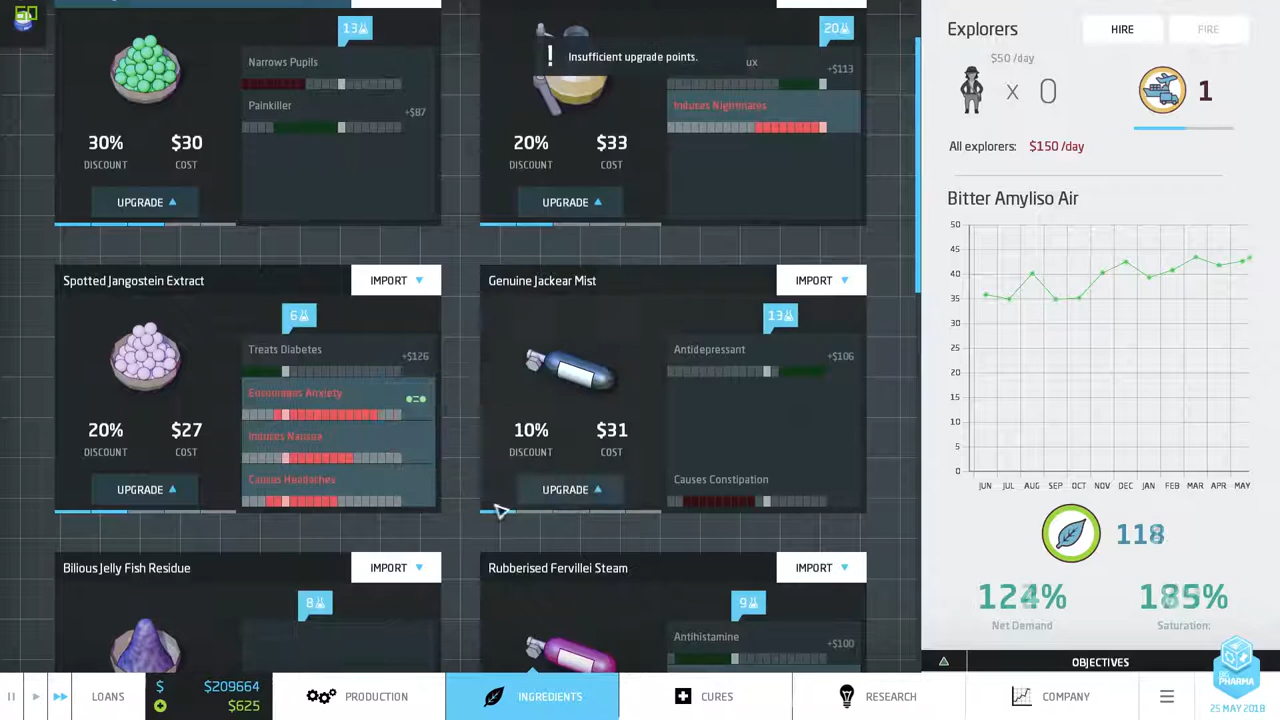 60
13
Narrows Pupils
Painkiller
+$87
30%
DISCOUNT
$30
COST
UPGRADE
20
Insufficient upgrade points.
ux
+$113
Induces Nightmares
20%
DISCOUNT
$33
COST
UPGRADE
Spotted Jangostein Extract
IMPORT
6
Treats Diabetes
+$126
Encourages Anxiety
Induces Nausea
Causes Headaches
20%
DISCOUNT
$27
COST
UPGRADE
Genuine Jackear Mist
IMPORT
13
Antidepressant
+$106
Causes Constipation
10%
DISCOUNT
$31
COST
UPGRADE
Bilious Jelly Fish Residue
IMPORT
8
Rubberised Fervillei Steam
IMPORT
9
Antihistamine
+$100
Explorers
HIRE
FIRE
$50 /day
X 0
1
All explorers: $150 /day
Bitter Amyliso Air
50
45
40
35
30
25
20
15
10
5
0
JUN JUL AUG SEP OCT NOV DEC JAN FEB MAR APR MAY
118
124%
Net Demand
185%
Saturation:
OBJECTIVES
LOANS
$ $209664
$625
PRODUCTION
INGREDIENTS
CURES
RESEARCH
COMPANY
BIG PHARMA
25 MAY 2018